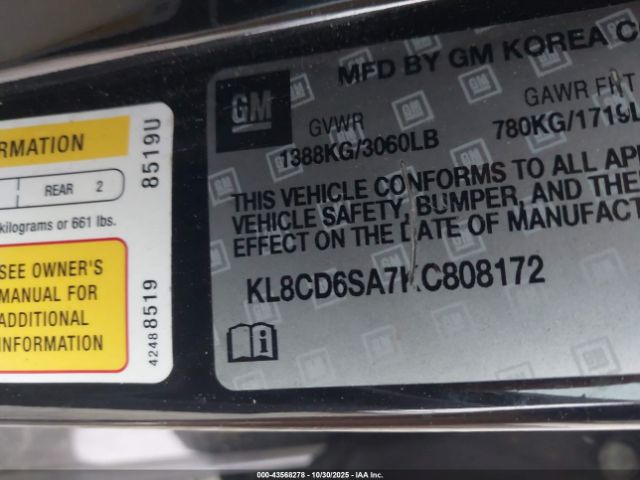 RMATION
REAR 2
kilograms or 661 lbs.
SEE OWNER'S
MANUAL FOR
ADDITIONAL
INFORMATION
8519U
42488519
GM
MFD BY GM KOREA C
GVWR
GAWR FRT
1388KG/3060LB
780KG/1719L
THIS VEHICLE CONFORMS TO ALL APP
VEHICLE SAFETY, BUMPER, AND THE
EFFECT ON THE DATE OF MANUFACT
KL8CD6SA7KC808172
000-43568278 • 10/30/2025 • IAA Inc.